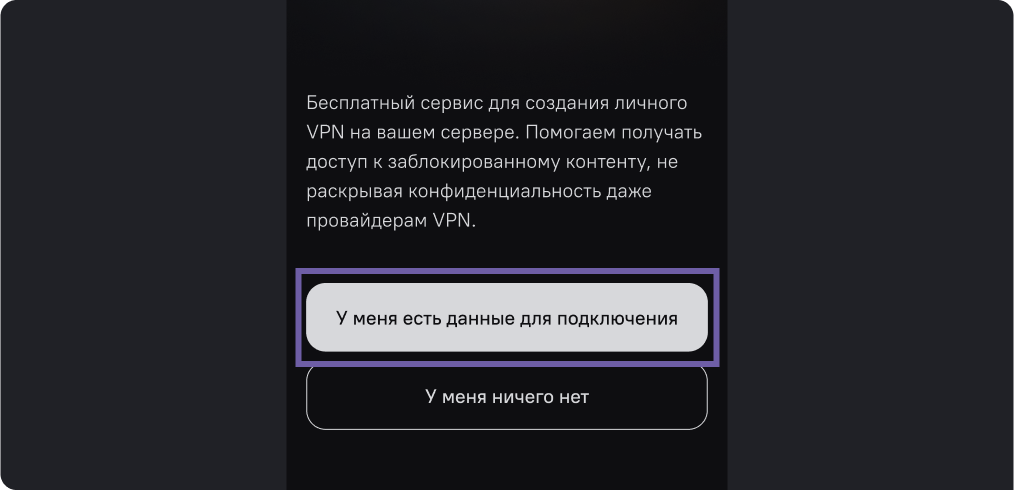 Бесплатный сервис для создания личного
VPN на вашем сервере. Помогаем получать
доступ к заблокированному контенту, не
раскрывая конфиденциальность даже
провайдерам VPN.
У меня есть данные для подключения
У меня ничего нет